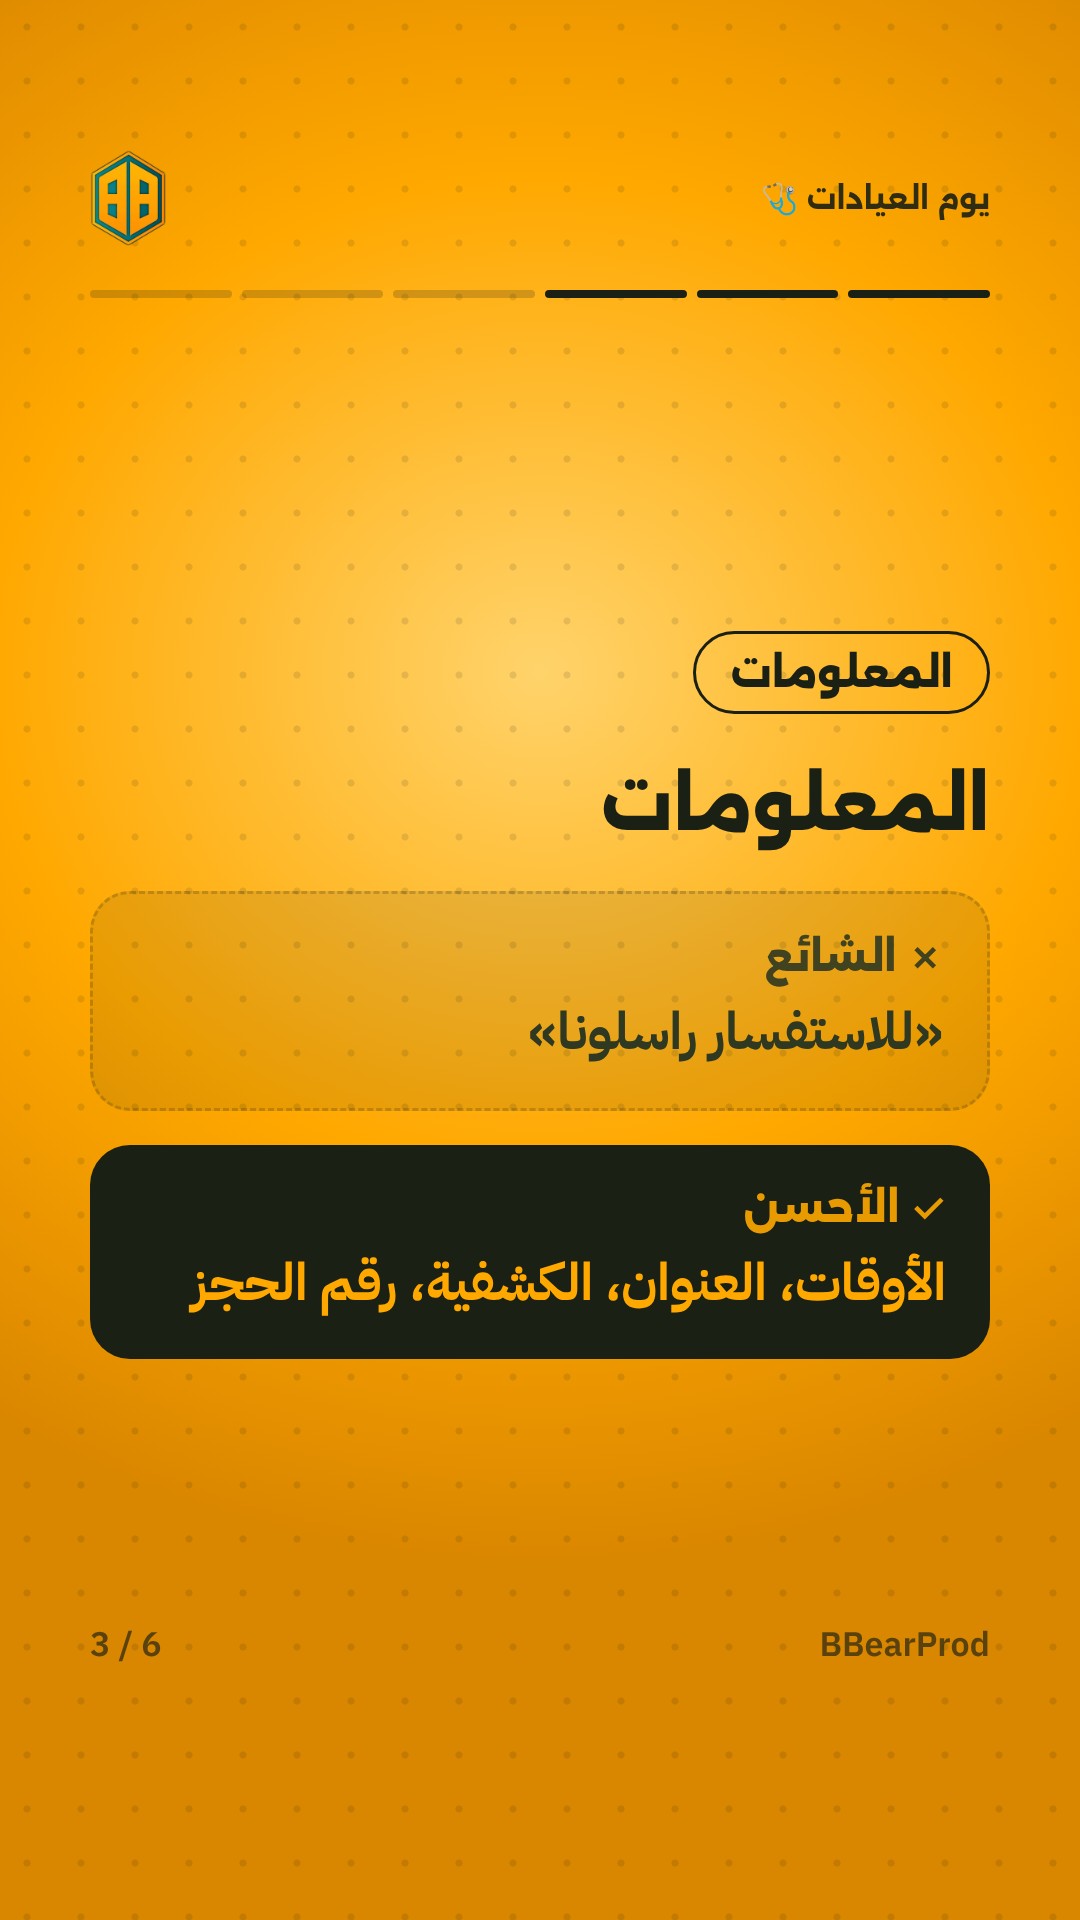 يوم العيادات 🩺
المعلومات
المعلومات
× الشائع
«للاستفسار راسلونا»
✓ الأحسن
الأوقات، العنوان، الكشفية، رقم الحجز
BBearProd
3 / 6